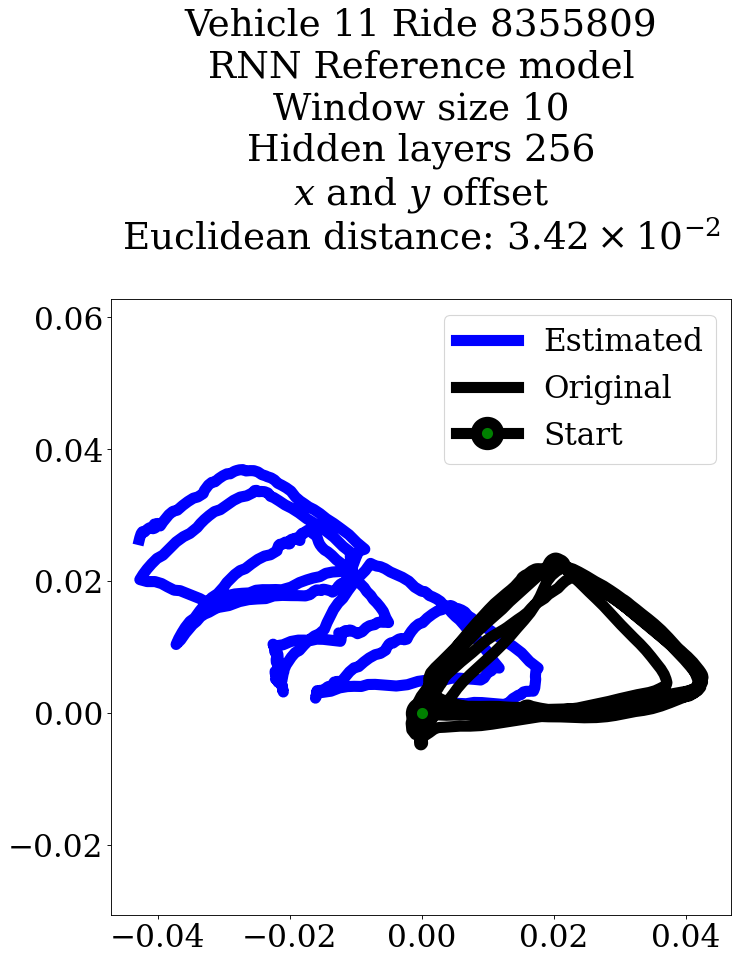 Vehicle 11 Ride 8355809
RNN Reference model
Window size 10
Hidden layers 256
x and y offset
Euclidean distance: 3.42 × 10⁻²
Estimated
Original
Start
0.06
0.04
0.02
0.00
−0.02
−0.04
−0.02
0.00
0.02
0.04